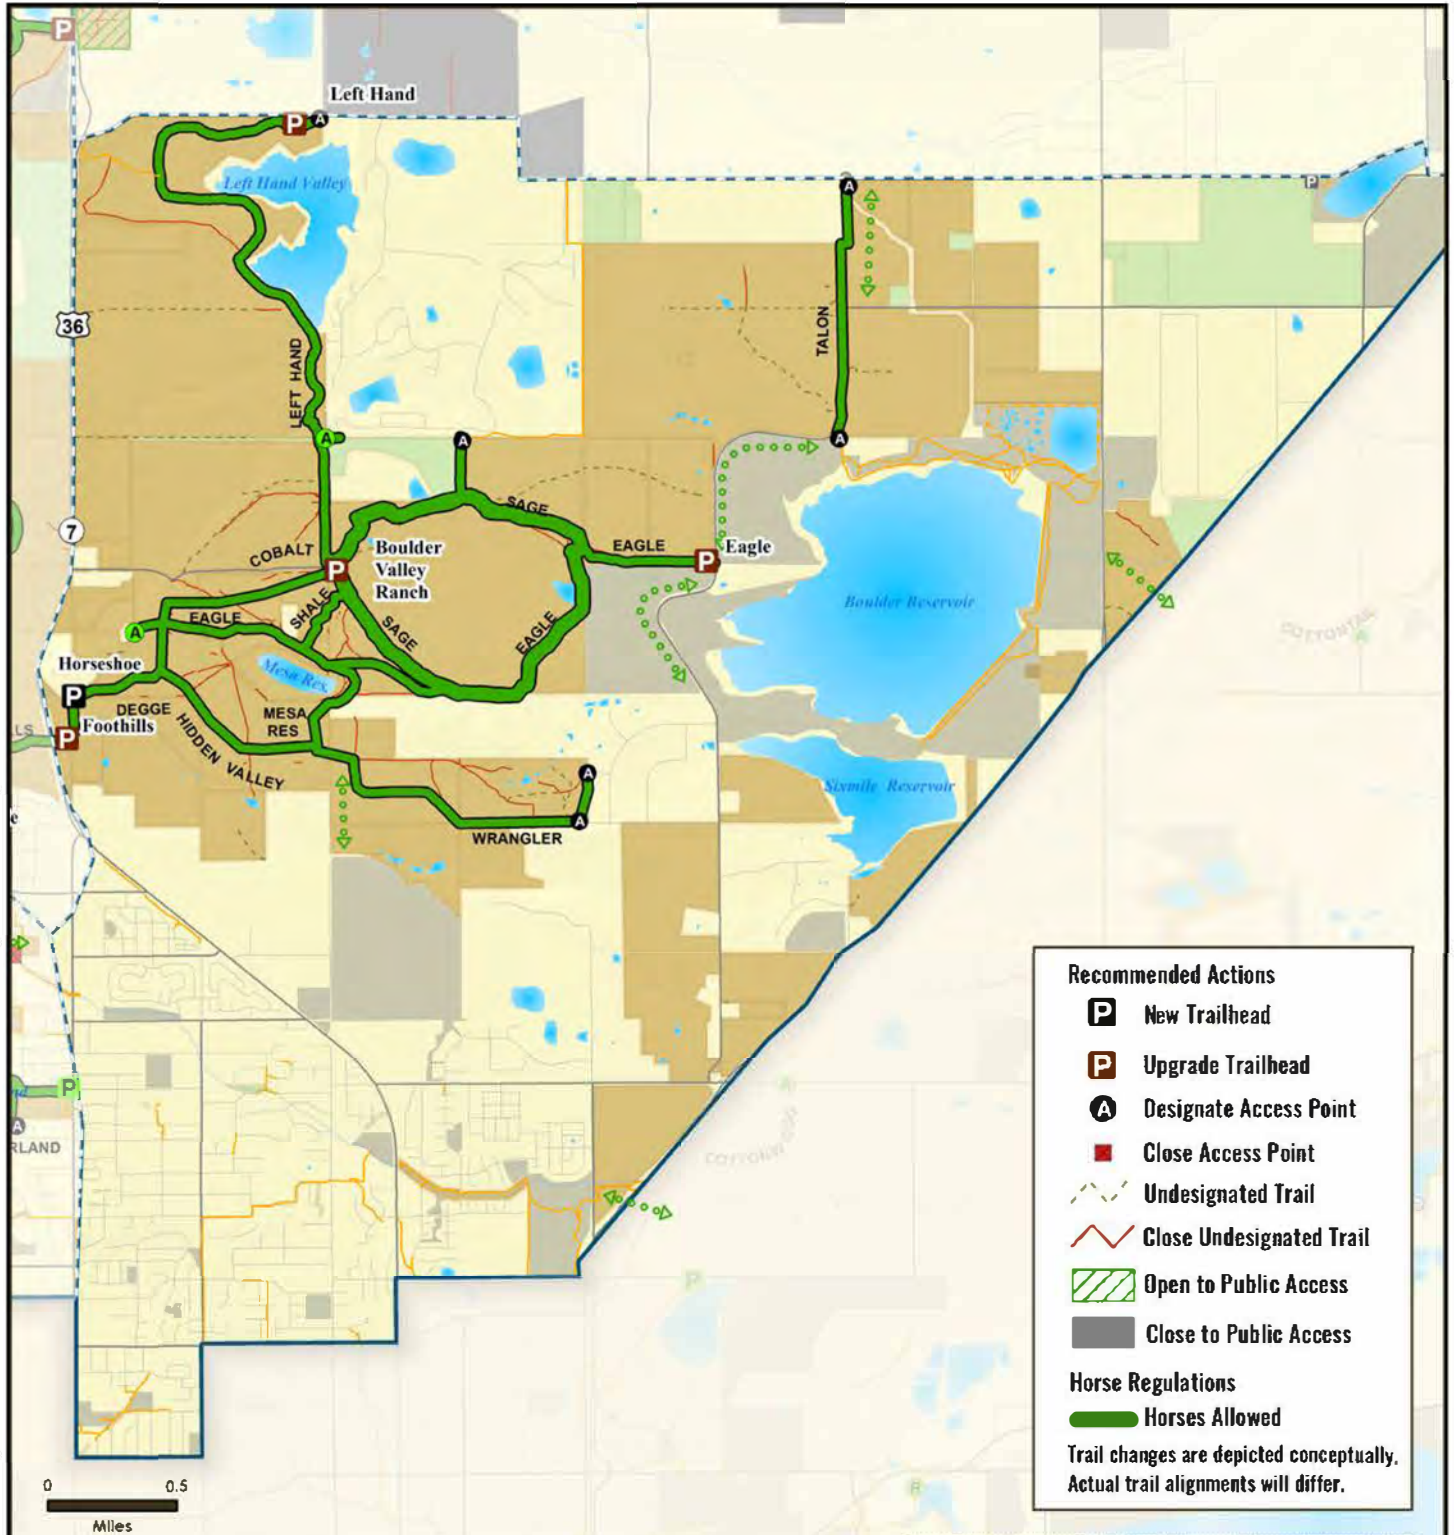 P
Left Hand
P
A
Left Hand Valley
A
P
36
TALON
LEFT HAND
A
A
A
SAGE
7
EAGLE
P
Eagle
COBALT
P
Boulder
Valley
Ranch
Boulder Reservoir
SHALE
EAGLE
A
SAGE
EAGLE
COTTONTAIL
A
Horseshoe
Mesa Res.
P
DEGGE
Foothills
MESA
RES
LS
P
HIDDEN VALLEY
A
Sixmile Reservoir
e
A
WRANGLER
P
A
RLAND
A
P
P
Recommended Actions
P New Trailhead
P Upgrade Trailhead
A Designate Access Point
Close Access Point
Undesignated Trail
Close Undesignated Trail
Open to Public Access
Close to Public Access
Horse Regulations
Horses Allowed
Trail changes are depicted conceptually.
Actual trail alignments will differ.
0 0.5
Miles